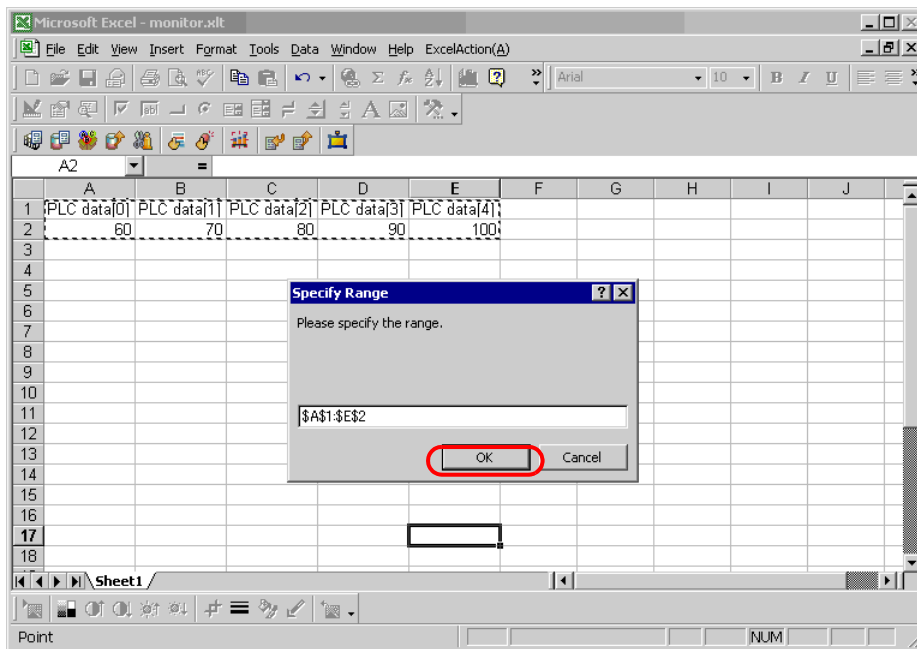 Microsoft Excel - monitor.xlt
File Edit View Insert Format Tools Data Window Help ExcelAction(A)
Arial 10 B I U
A2 =
A B C D E F G H I J
1 PLC data[0] PLC data[1] PLC data[2] PLC data[3] PLC data[4]
2 60 70 80 90 100
3
4
5
6
7
8
9
10
11
12
13
14
15
16
17
18
Specify Range
Please specify the range.
$A$1:$E$2
OK Cancel
Sheet1
Point NUM